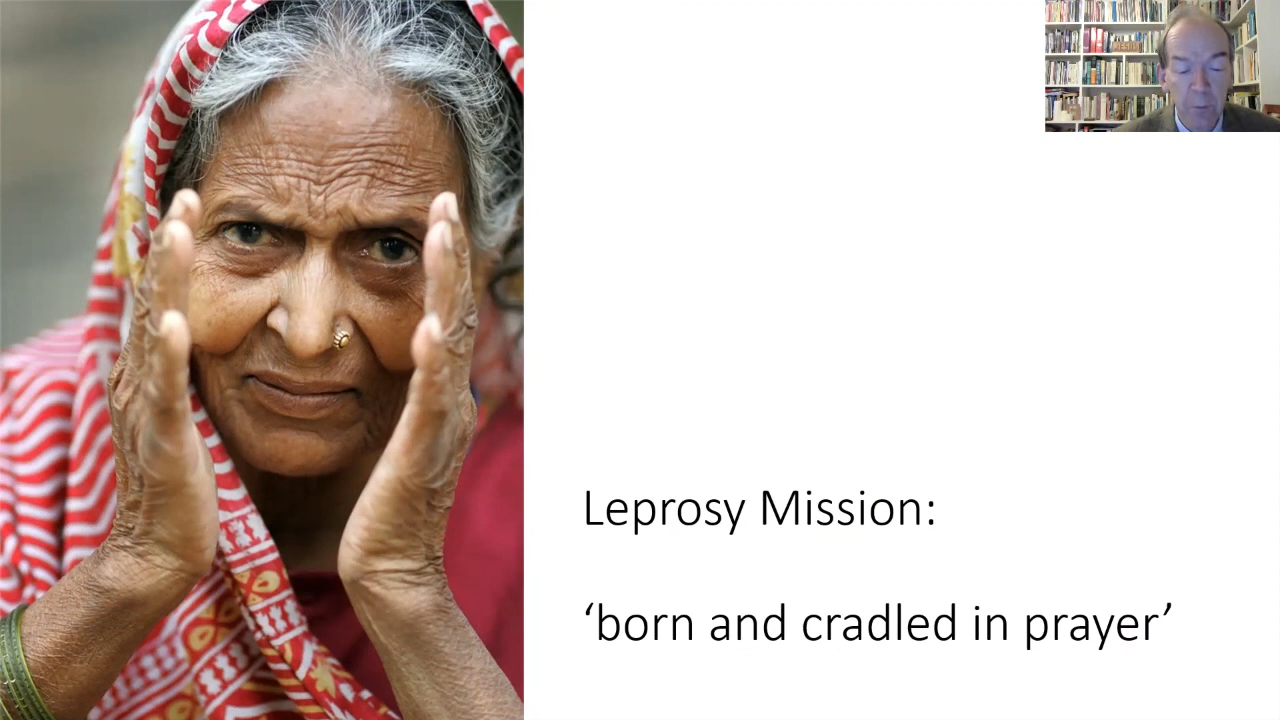 Leprosy Mission:
‘born and cradled in prayer’